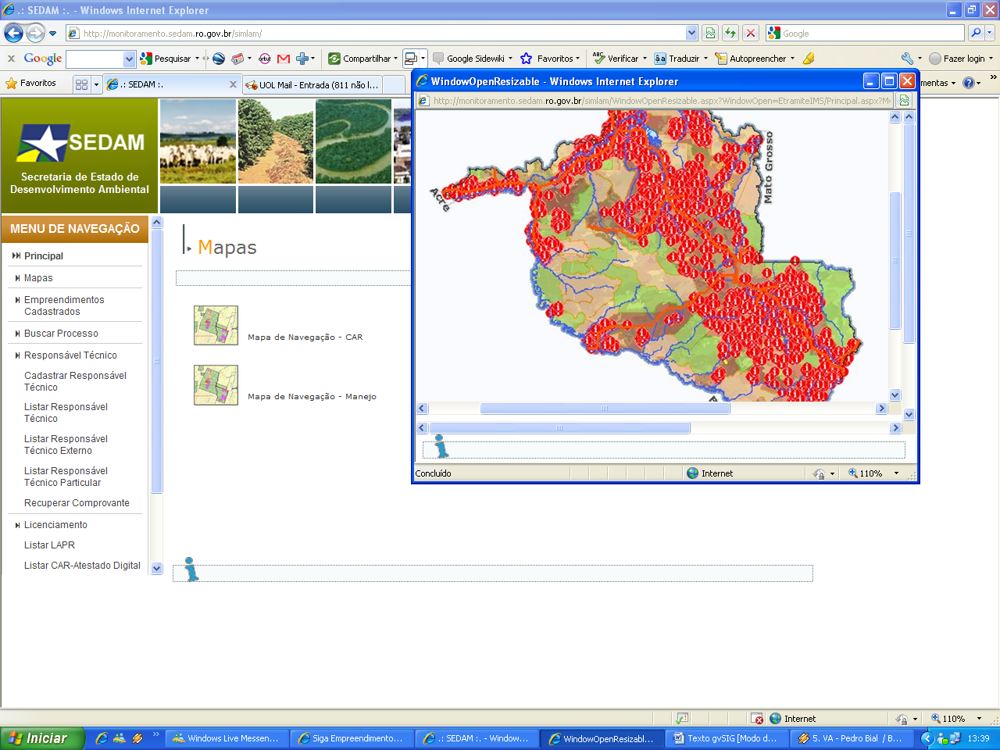 .: SEDAM :. - Windows Internet Explorer
http://monitoramento.sedam.ro.gov.br/simlam/
Google
x Google
Pesquisar
Compartilhar
Google Sidewiki
Favoritos
Verificar
Traduzir
Autopreencher
Fazer login
Favoritos
.: SEDAM :.
UOL Mail - Entrada (811 não l...
mentas
SEDAM
Secretaria de Estado de
Desenvolvimento Ambiental
MENU DE NAVEGAÇÃO
Principal
Mapas
Empreendimentos
Cadastrados
Buscar Processo
Responsável Técnico
Cadastrar Responsável
Técnico
Listar Responsável
Técnico
Listar Responsável
Técnico Externo
Listar Responsável
Técnico Particular
Recuperar Comprovante
Licenciamento
Listar LAPR
Listar CAR-Atestado Digital
Mapas
Mapa de Navegação - CAR
Mapa de Navegação - Manejo
WindowOpenResizable - Windows Internet Explorer
http://monitoramento.sedam.ro.gov.br/simlam/WindowOpenResizable.aspx?WindowOpen=EtramiteIMS/Principal.aspx?M
Acre
Mato Grosso
Concluído
Internet
110%
Internet
110%
Iniciar
Windows Live Messen...
Siga Empreendimento...
.: SEDAM :. - Window...
WindowOpenResizabl...
Texto gvSIG [Modo d...
5. VA - Pedro Bial / B...
13:39